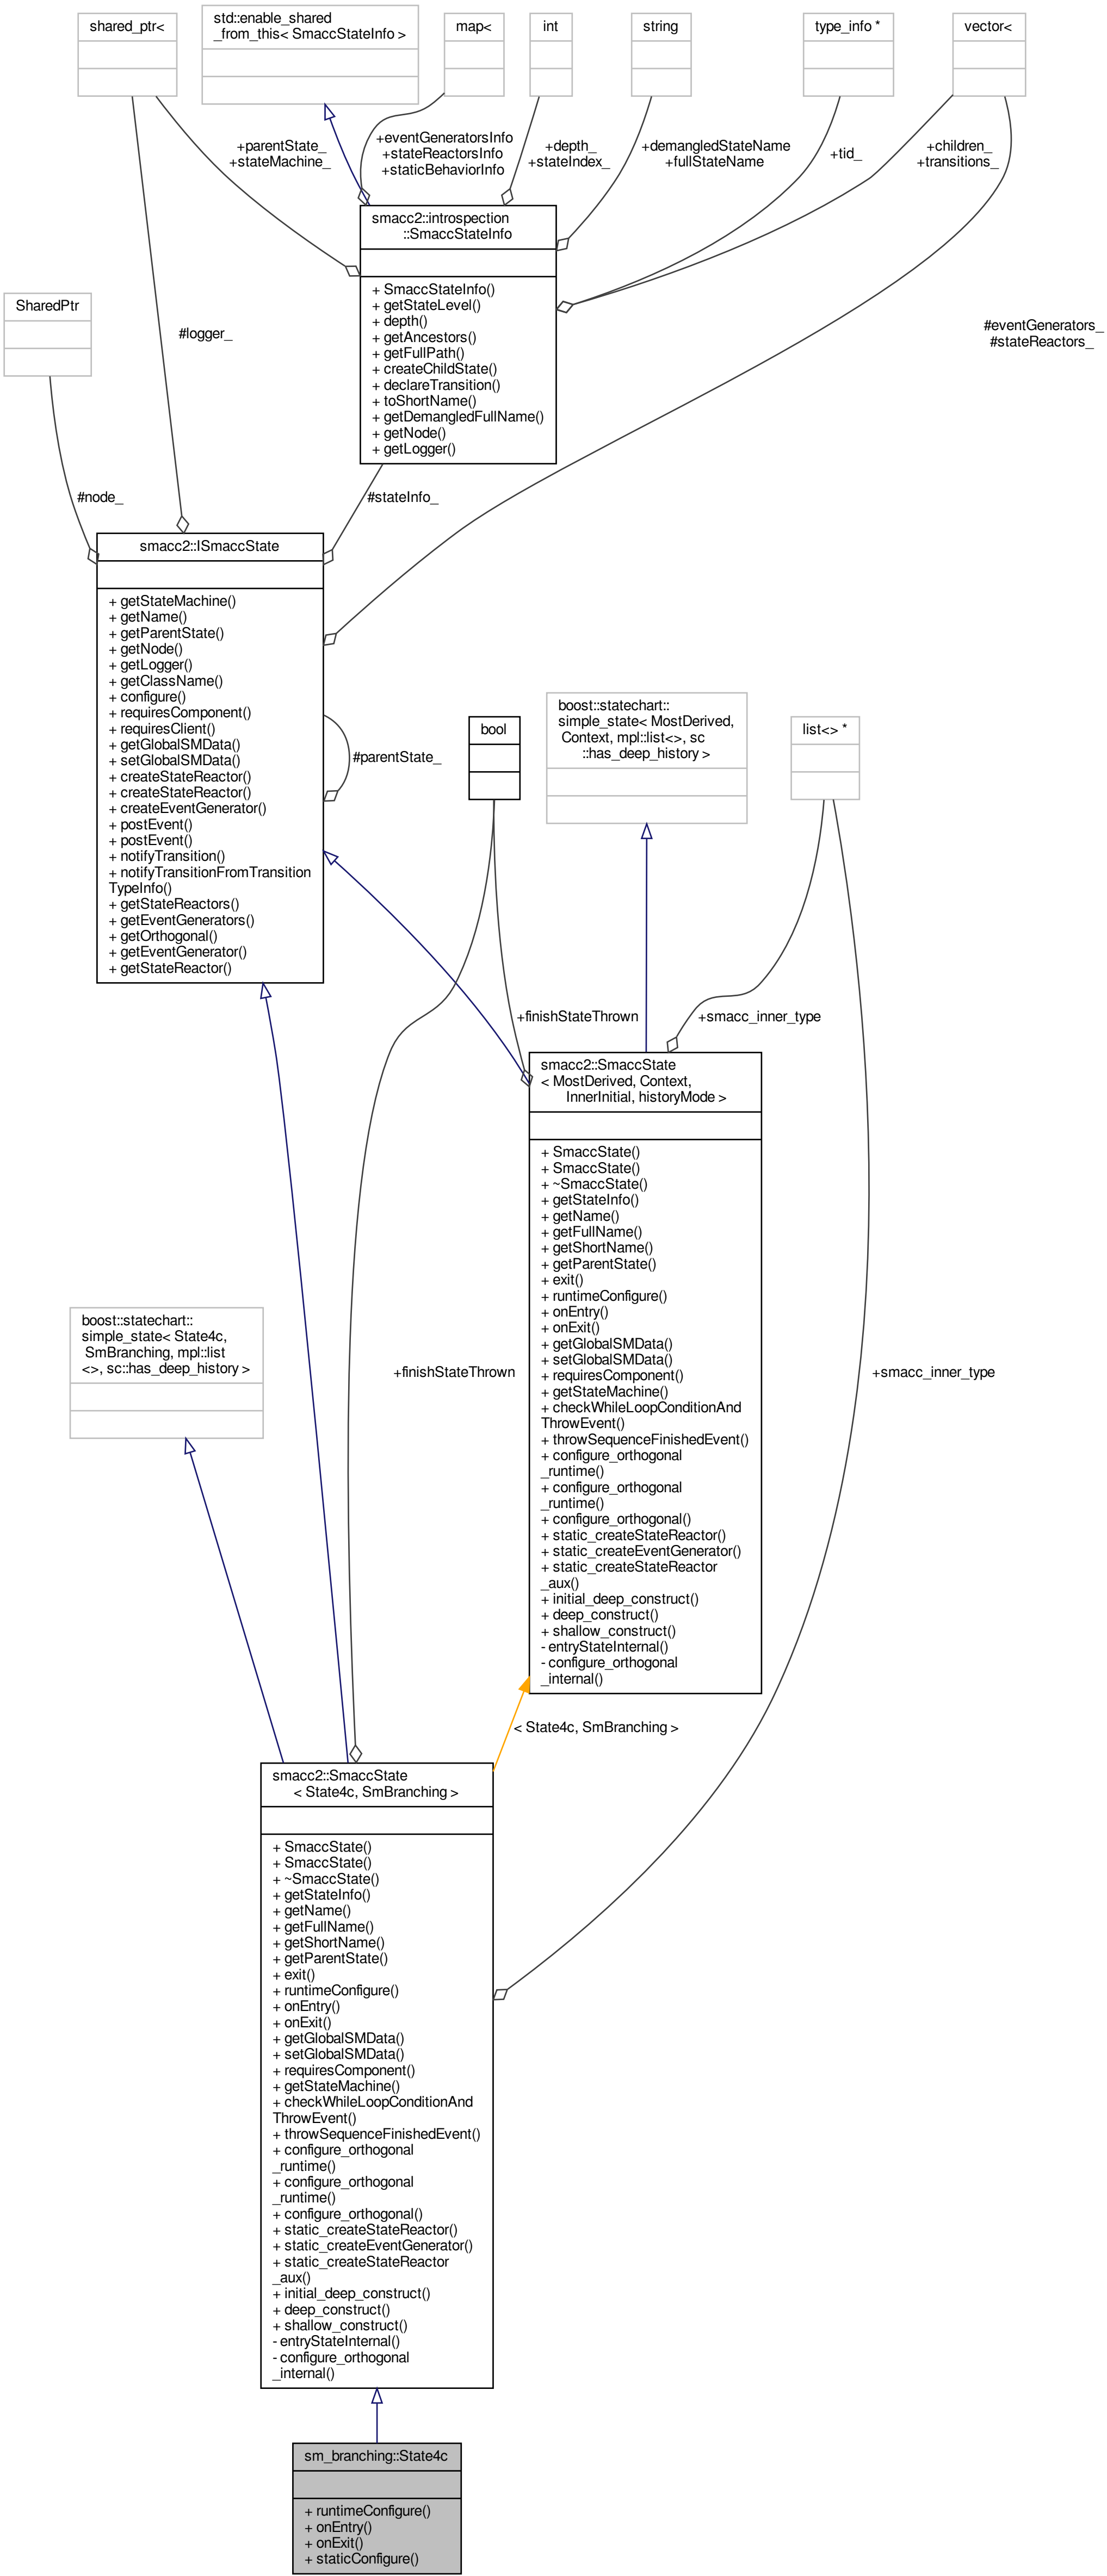 shared_ptr<
std::enable_shared
_from_this< SmaccStateInfo >
map<
int
string
type_info *
vector<
+parentState_
+stateMachine_
+eventGeneratorsInfo
+stateReactorsInfo
+staticBehaviorInfo
+depth_
+stateIndex_
+demangledStateName
+fullStateName
+tid_
+children_
+transitions_
smacc2::introspection
::SmaccStateInfo
+ SmaccStateInfo()
+ getStateLevel()
+ depth()
+ getAncestors()
+ getFullPath()
+ createChildState()
+ declareTransition()
+ toShortName()
+ getDemangledFullName()
+ getNode()
+ getLogger()
SharedPtr
#logger_
#eventGenerators_
#stateReactors_
#node_
#stateInfo_
smacc2::ISmaccState
+ getStateMachine()
+ getName()
+ getParentState()
+ getNode()
+ getLogger()
+ getClassName()
+ configure()
+ requiresComponent()
+ requiresClient()
+ getGlobalSMData()
+ setGlobalSMData()
+ createStateReactor()
+ createStateReactor()
+ createEventGenerator()
+ postEvent()
+ postEvent()
+ notifyTransition()
+ notifyTransitionFromTransition
TypeInfo()
+ getStateReactors()
+ getEventGenerators()
+ getOrthogonal()
+ getEventGenerator()
+ getStateReactor()
#parentState_
bool
boost::statechart::
simple_state< MostDerived,
Context, mpl::list<>, sc
::has_deep_history >
list<> *
+finishStateThrown
+smacc_inner_type
smacc2::SmaccState
< MostDerived, Context,
InnerInitial, historyMode >
+ SmaccState()
+ SmaccState()
+ ~SmaccState()
+ getStateInfo()
+ getName()
+ getFullName()
+ getShortName()
+ getParentState()
+ exit()
+ runtimeConfigure()
+ onEntry()
+ onExit()
+ getGlobalSMData()
+ setGlobalSMData()
+ requiresComponent()
+ getStateMachine()
+ checkWhileLoopConditionAnd
ThrowEvent()
+ throwSequenceFinishedEvent()
+ configure_orthogonal
_runtime()
+ configure_orthogonal
_runtime()
+ configure_orthogonal()
+ static_createStateReactor()
+ static_createEventGenerator()
+ static_createStateReactor
_aux()
+ initial_deep_construct()
+ deep_construct()
+ shallow_construct()
- entryStateInternal()
- configure_orthogonal
_internal()
boost::statechart::
simple_state< State4c,
SmBranching, mpl::list
<>, sc::has_deep_history >
+finishStateThrown
+smacc_inner_type
< State4c, SmBranching >
smacc2::SmaccState
< State4c, SmBranching >
+ SmaccState()
+ SmaccState()
+ ~SmaccState()
+ getStateInfo()
+ getName()
+ getFullName()
+ getShortName()
+ getParentState()
+ exit()
+ runtimeConfigure()
+ onEntry()
+ onExit()
+ getGlobalSMData()
+ setGlobalSMData()
+ requiresComponent()
+ getStateMachine()
+ checkWhileLoopConditionAnd
ThrowEvent()
+ throwSequenceFinishedEvent()
+ configure_orthogonal
_runtime()
+ configure_orthogonal
_runtime()
+ configure_orthogonal()
+ static_createStateReactor()
+ static_createEventGenerator()
+ static_createStateReactor
_aux()
+ initial_deep_construct()
+ deep_construct()
+ shallow_construct()
- entryStateInternal()
- configure_orthogonal
_internal()
sm_branching::State4c
+ runtimeConfigure()
+ onEntry()
+ onExit()
+ staticConfigure()